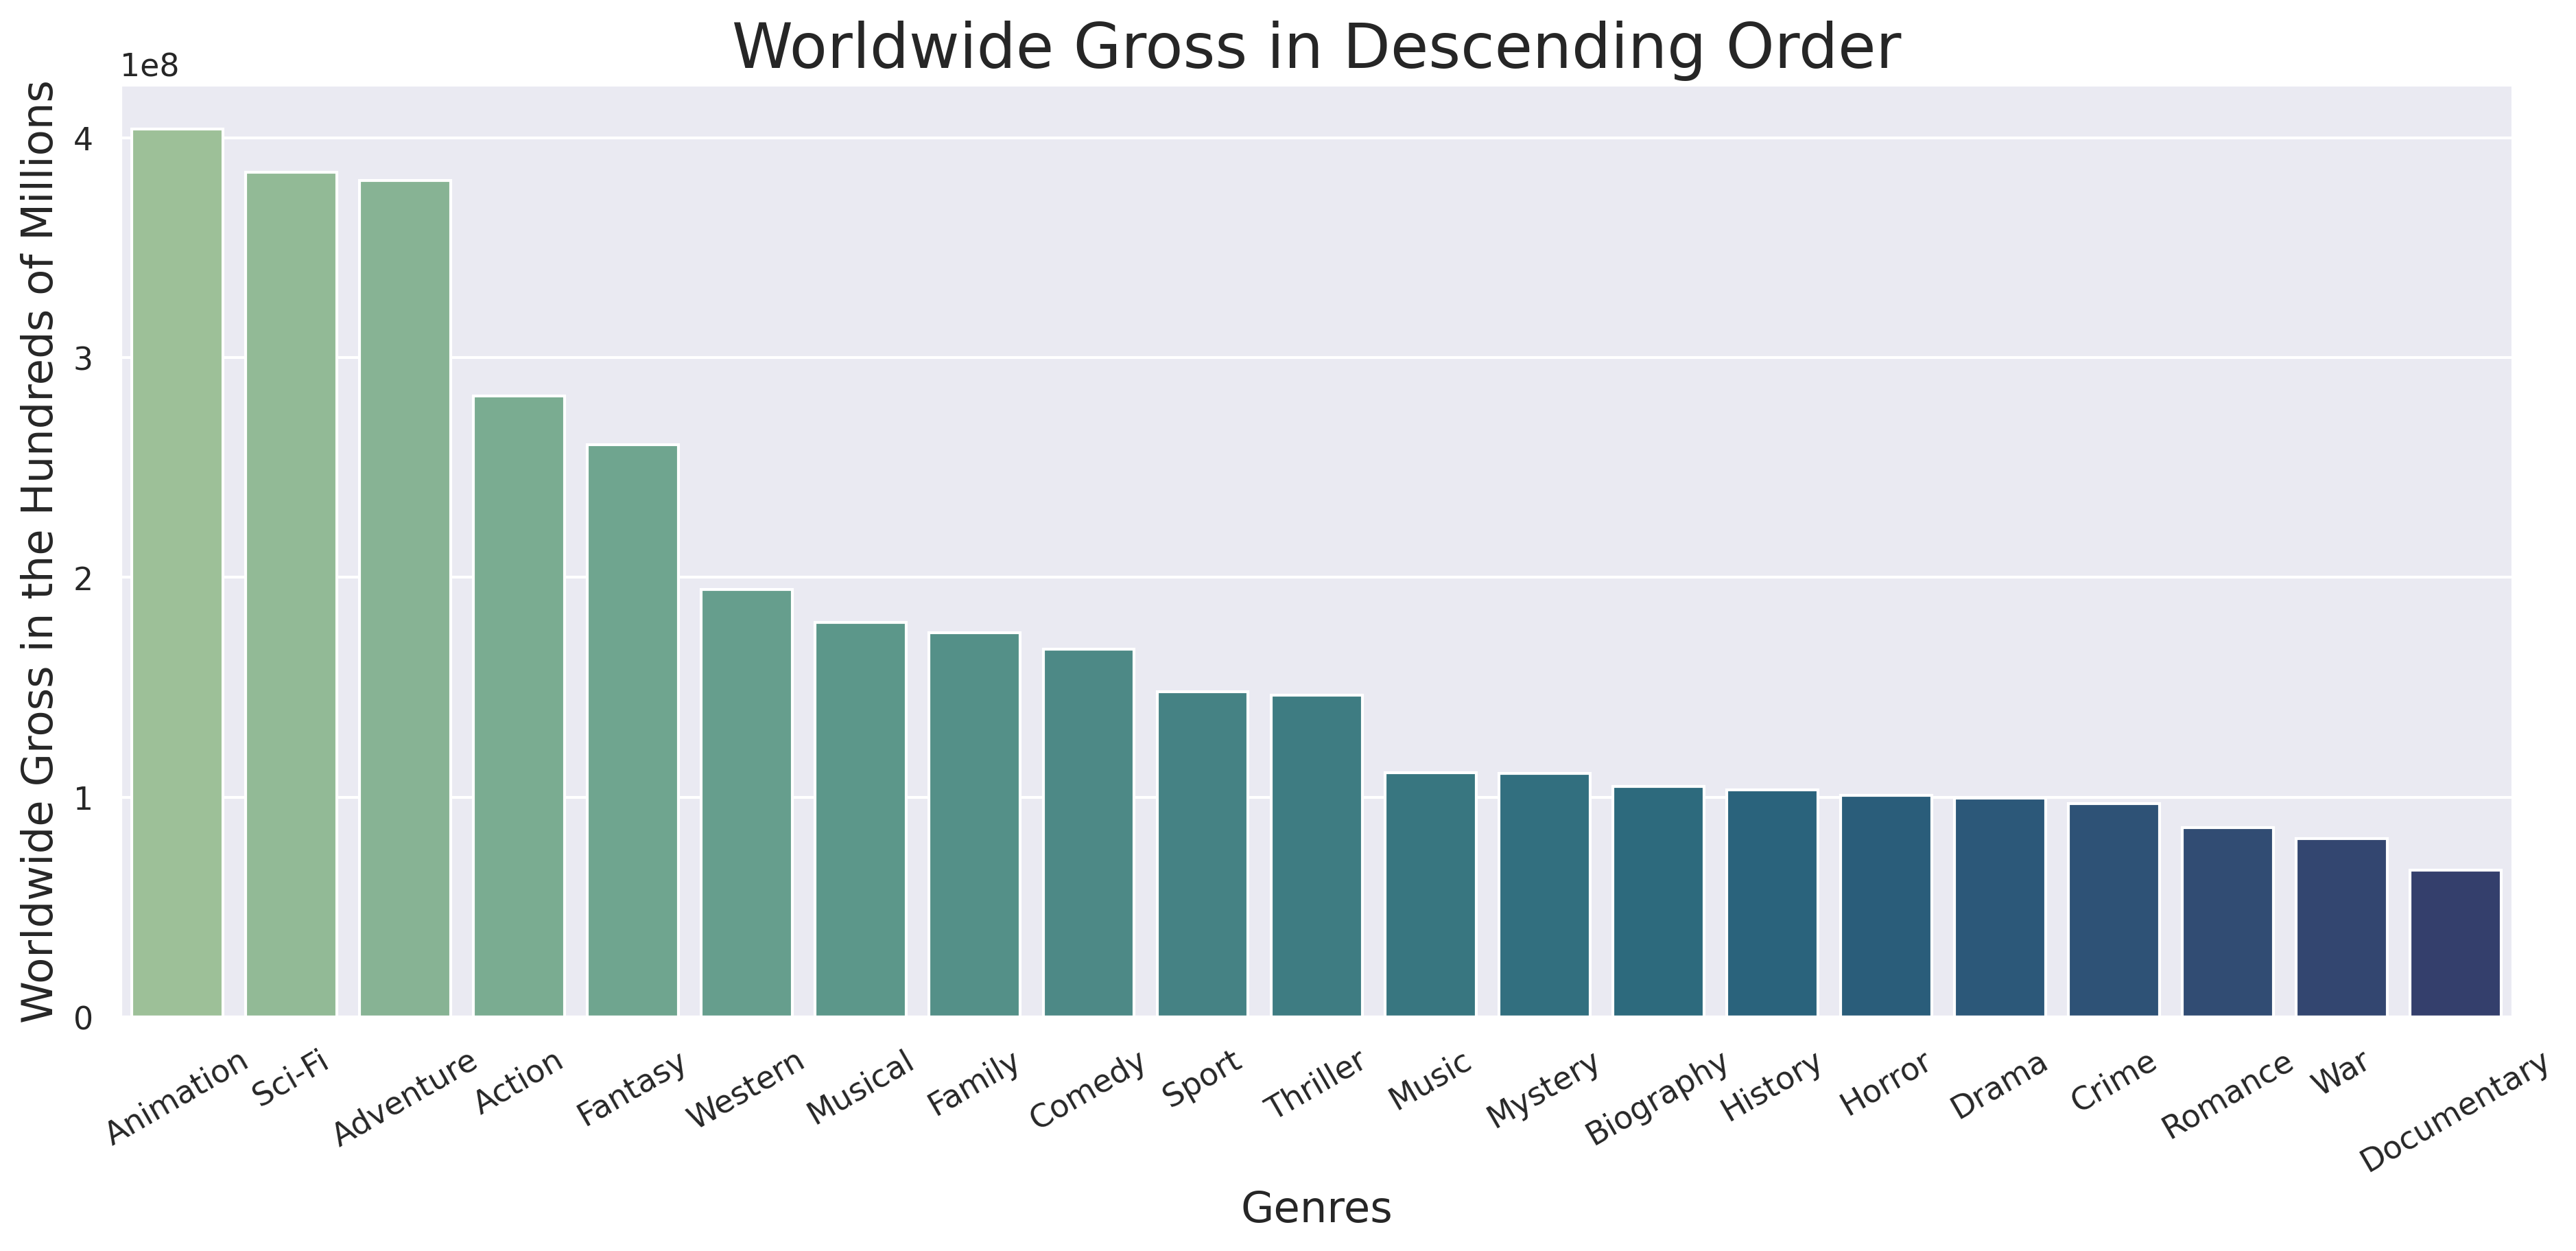 Worldwide Gross in Descending Order
1e8
Worldwide Gross in the Hundreds of Millions
4
3
2
1
0
Animation
Sci-Fi
Adventure
Action
Fantasy
Western
Musical
Family
Comedy
Sport
Thriller
Music
Mystery
Biography
History
Horror
Drama
Crime
Romance
War
Documentary
Genres